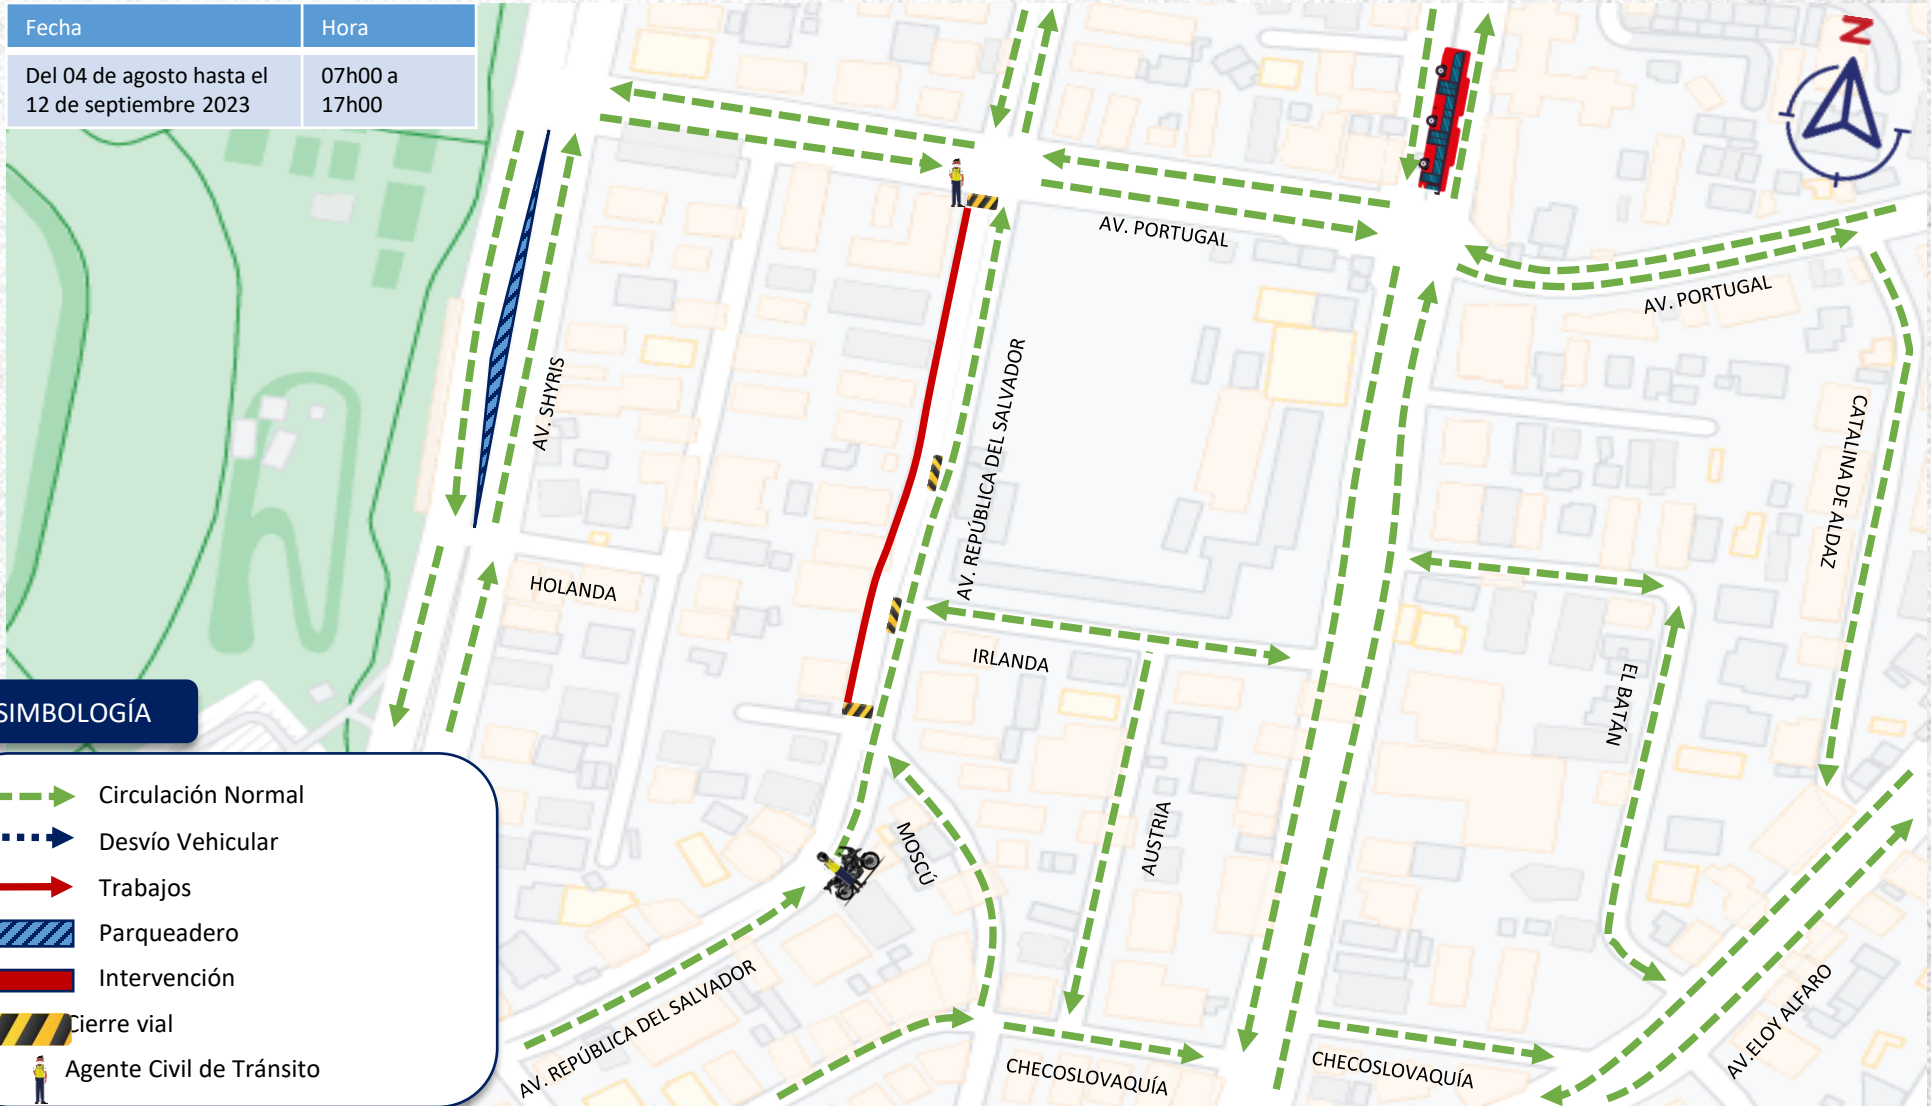 Fecha
Hora
Del 04 de agosto hasta el
12 de septiembre 2023
07h00 a
17h00
N
AV. PORTUGAL
AV. PORTUGAL
AV. SHYRIS
AV. REPÚBLICA DEL SALVADOR
CATALINA DE ALDAZ
HOLANDA
IRLANDA
EL BATÁN
SIMBOLOGÍA
Circulación Normal
Desvío Vehicular
Trabajos
Parqueadero
Intervención
Cierre vial
Agente Civil de Tránsito
MOSCÚ
AUSTRIA
AV. REPÚBLICA DEL SALVADOR
CHECOSLOVAQUÍA
CHECOSLOVAQUÍA
AV.ELOY ALFARO